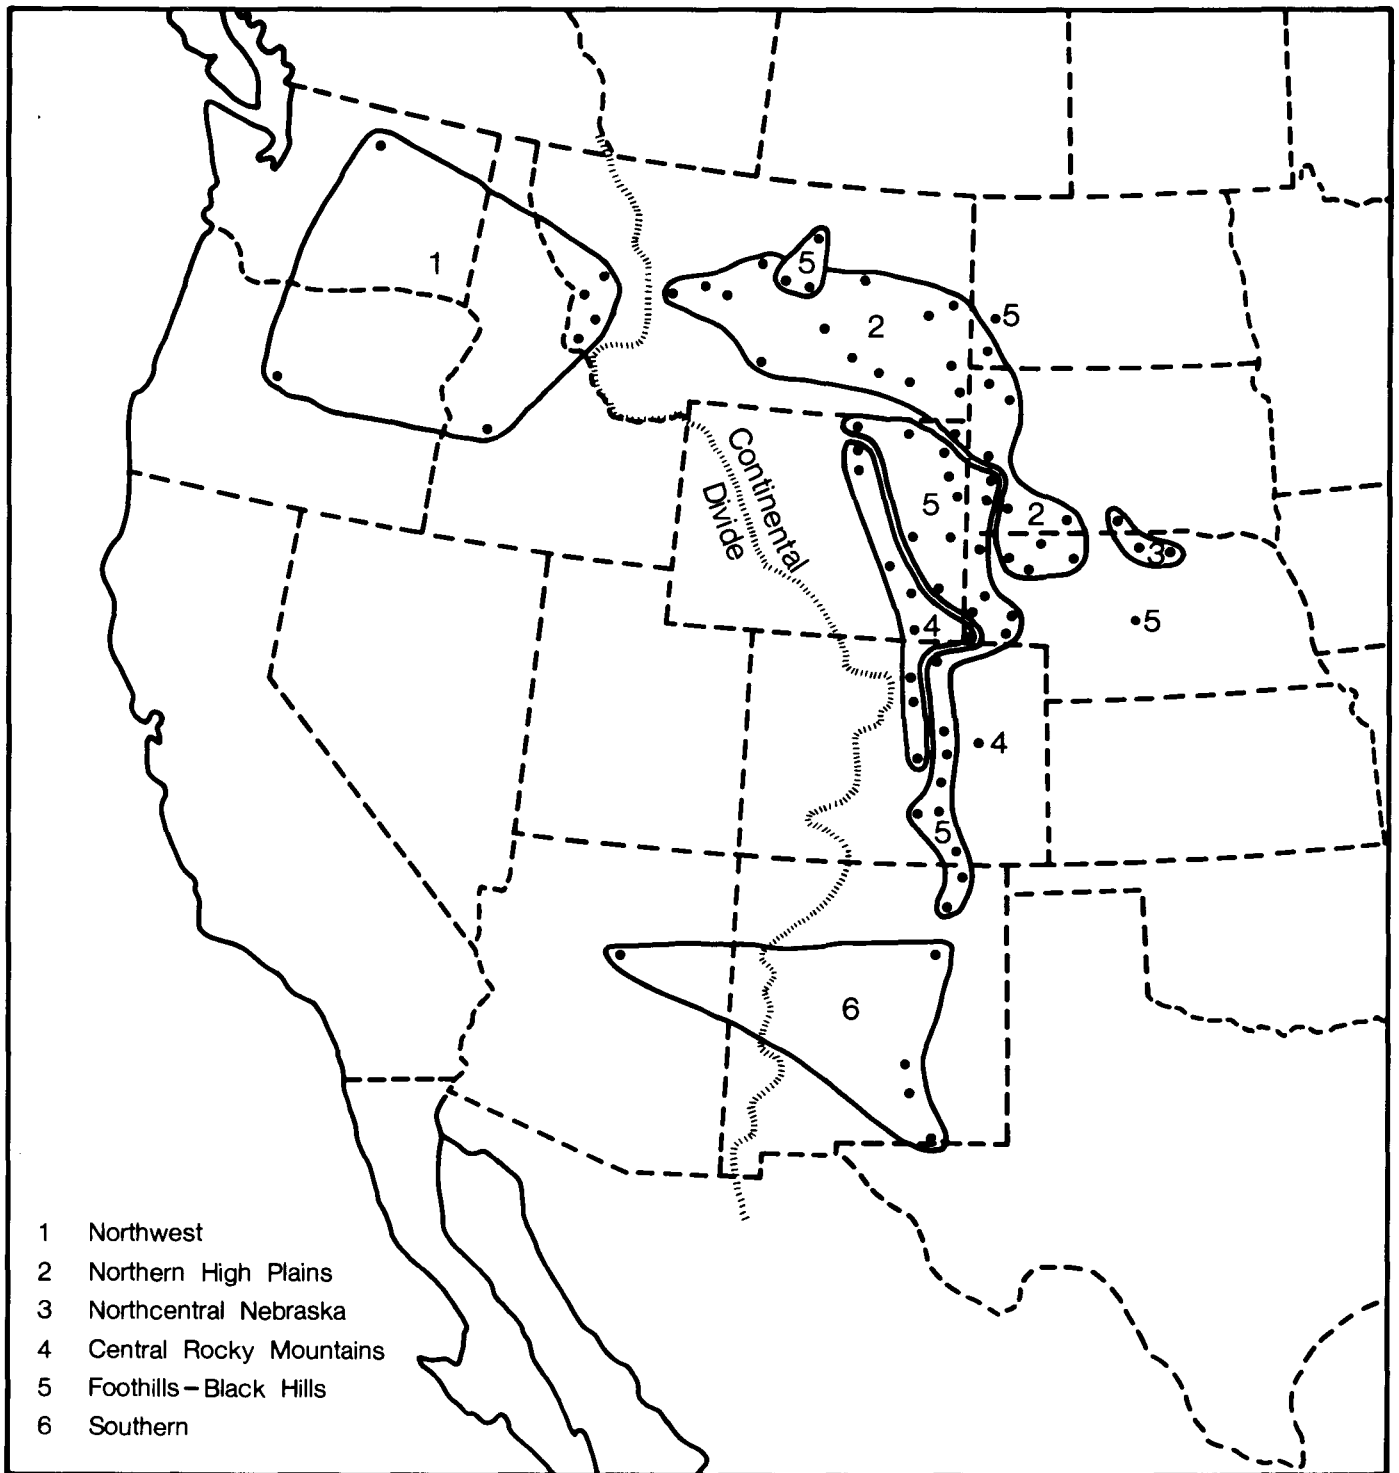 1
5
2
5
Continental
Divide
5
2
3
4
5
4
5
6
1 Northwest
2 Northern High Plains
3 Northcentral Nebraska
4 Central Rocky Mountains
5 Foothills–Black Hills
6 Southern